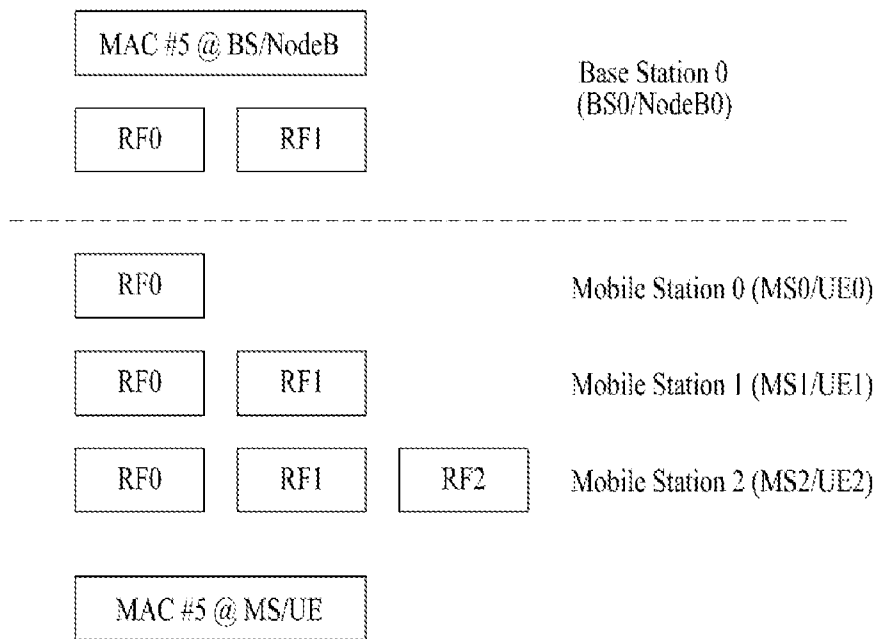 MAC #5 @ BS/NodeB
Base Station 0
(BS0/NodeB0)
RF0 RF1
RF0 Mobile Station 0 (MS0/UE0)
RF0 RF1 Mobile Station 1 (MS1/UE1)
RF0 RF1 RF2 Mobile Station 2 (MS2/UE2)
MAC #5 @ MS/UE